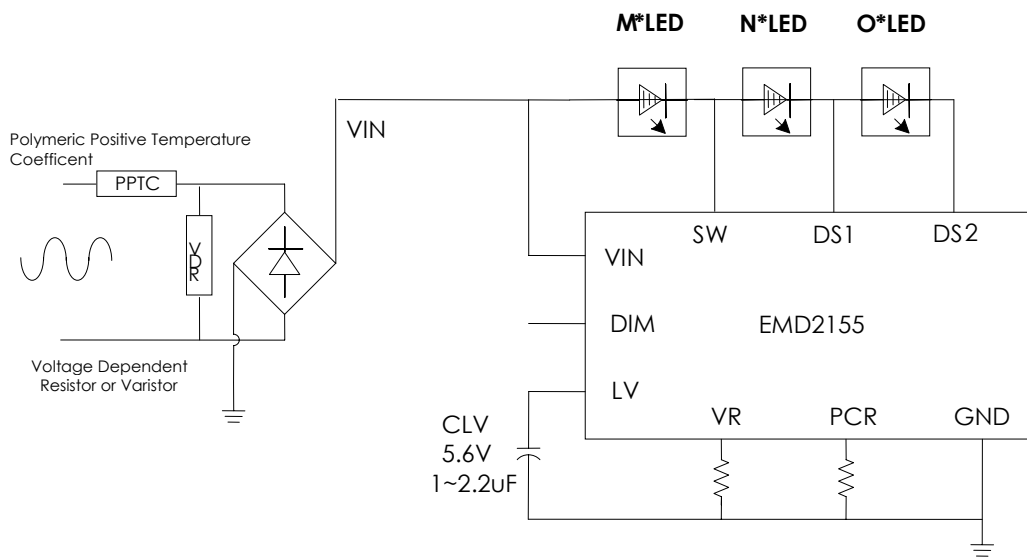 M*LED
N*LED
O*LED
VIN
Polymeric Positive Temperature
Coefficent
PPTC
VDR
SW
DS1
DS2
VIN
DIM
EMD2155
Voltage Dependent
Resistor or Varistor
LV
VR
PCR
GND
CLV
5.6V
1~2.2uF